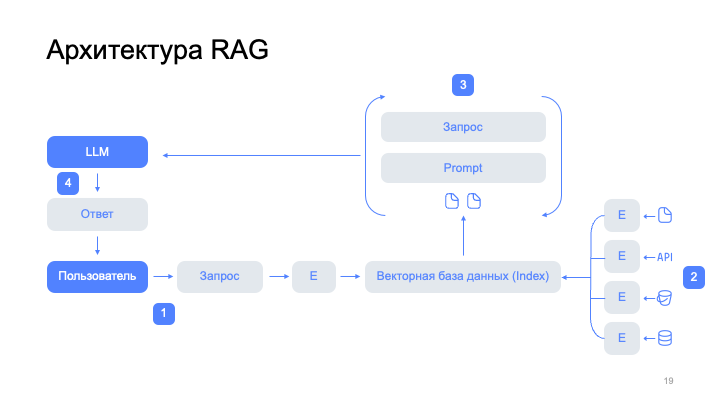 Архитектура RAG
3
Запрос
LLM
Prompt
4
Ответ
E
E
API
Пользователь
Запрос
E
Векторная база данных (Index)
2
E
1
E
19